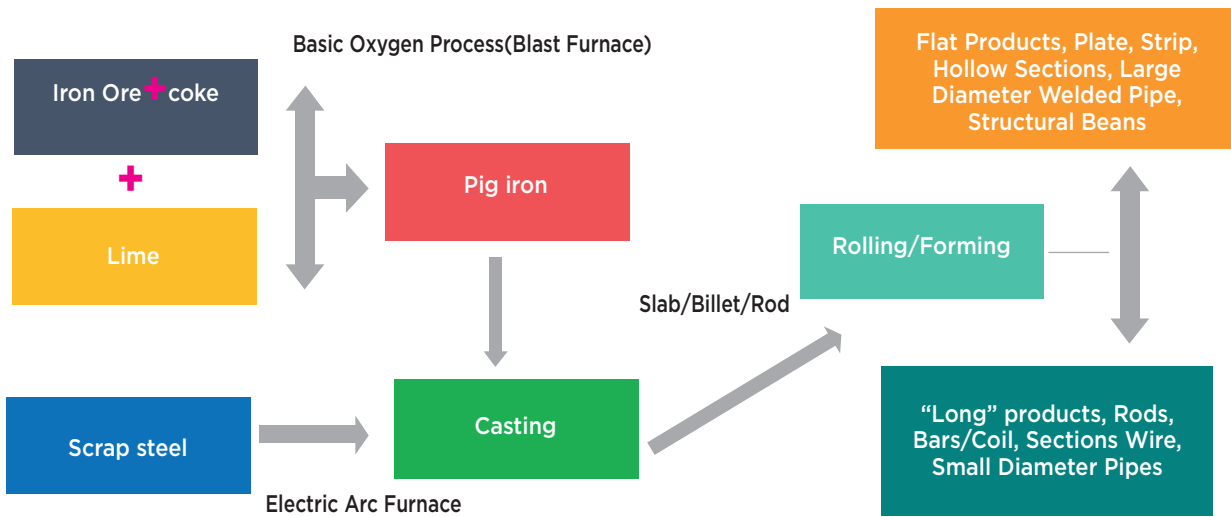 Basic Oxygen Process(Blast Furnace)
Iron Ore + coke
+
Lime
Pig iron
Scrap steel
Electric Arc Furnace
Casting
Slab/Billet/Rod
Rolling/Forming
Flat Products, Plate, Strip,
Hollow Sections, Large
Diameter Welded Pipe,
Structural Beans
“Long” products, Rods,
Bars/Coil, Sections Wire,
Small Diameter Pipes